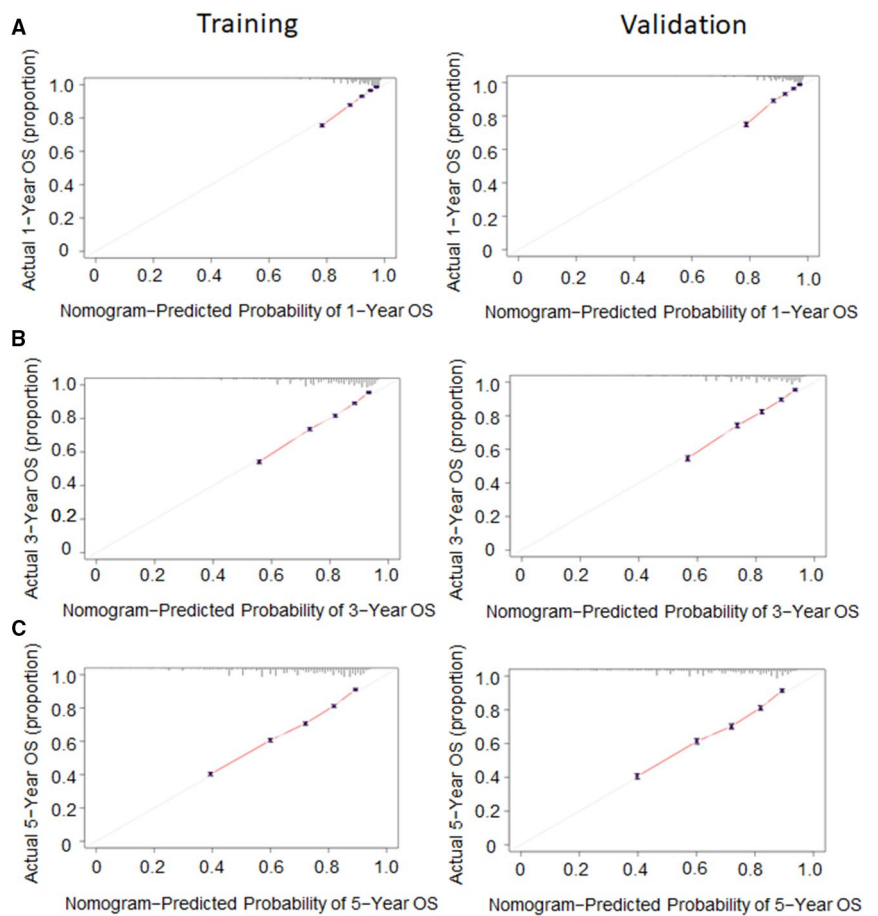 Training
Validation
A
Actual 1−Year OS (proportion)
1.0
0.8
0.6
0.4
0.2
0
0 0.2 0.4 0.6 0.8 1.0
Nomogram−Predicted Probability of 1−Year OS
Actual 1−Year OS (proportion)
1.0
0.8
0.6
0.4
0.2
0
0 0.2 0.4 0.6 0.8 1.0
Nomogram−Predicted Probability of 1−Year OS
B
Actual 3−Year OS (proportion)
1.0
0.8
0.6
0.4
0.2
0
0 0.2 0.4 0.6 0.8 1.0
Nomogram−Predicted Probability of 3−Year OS
Actual 3−Year OS (proportion)
1.0
0.8
0.6
0.4
0.2
0
0 0.2 0.4 0.6 0.8 1.0
Nomogram−Predicted Probability of 3−Year OS
C
Actual 5−Year OS (proportion)
1.0
0.8
0.6
0.4
0.2
0
0 0.2 0.4 0.6 0.8 1.0
Nomogram−Predicted Probability of 5−Year OS
Actual 5−Year OS (proportion)
1.0
0.8
0.6
0.4
0.2
0
0 0.2 0.4 0.6 0.8 1.0
Nomogram−Predicted Probability of 5−Year OS